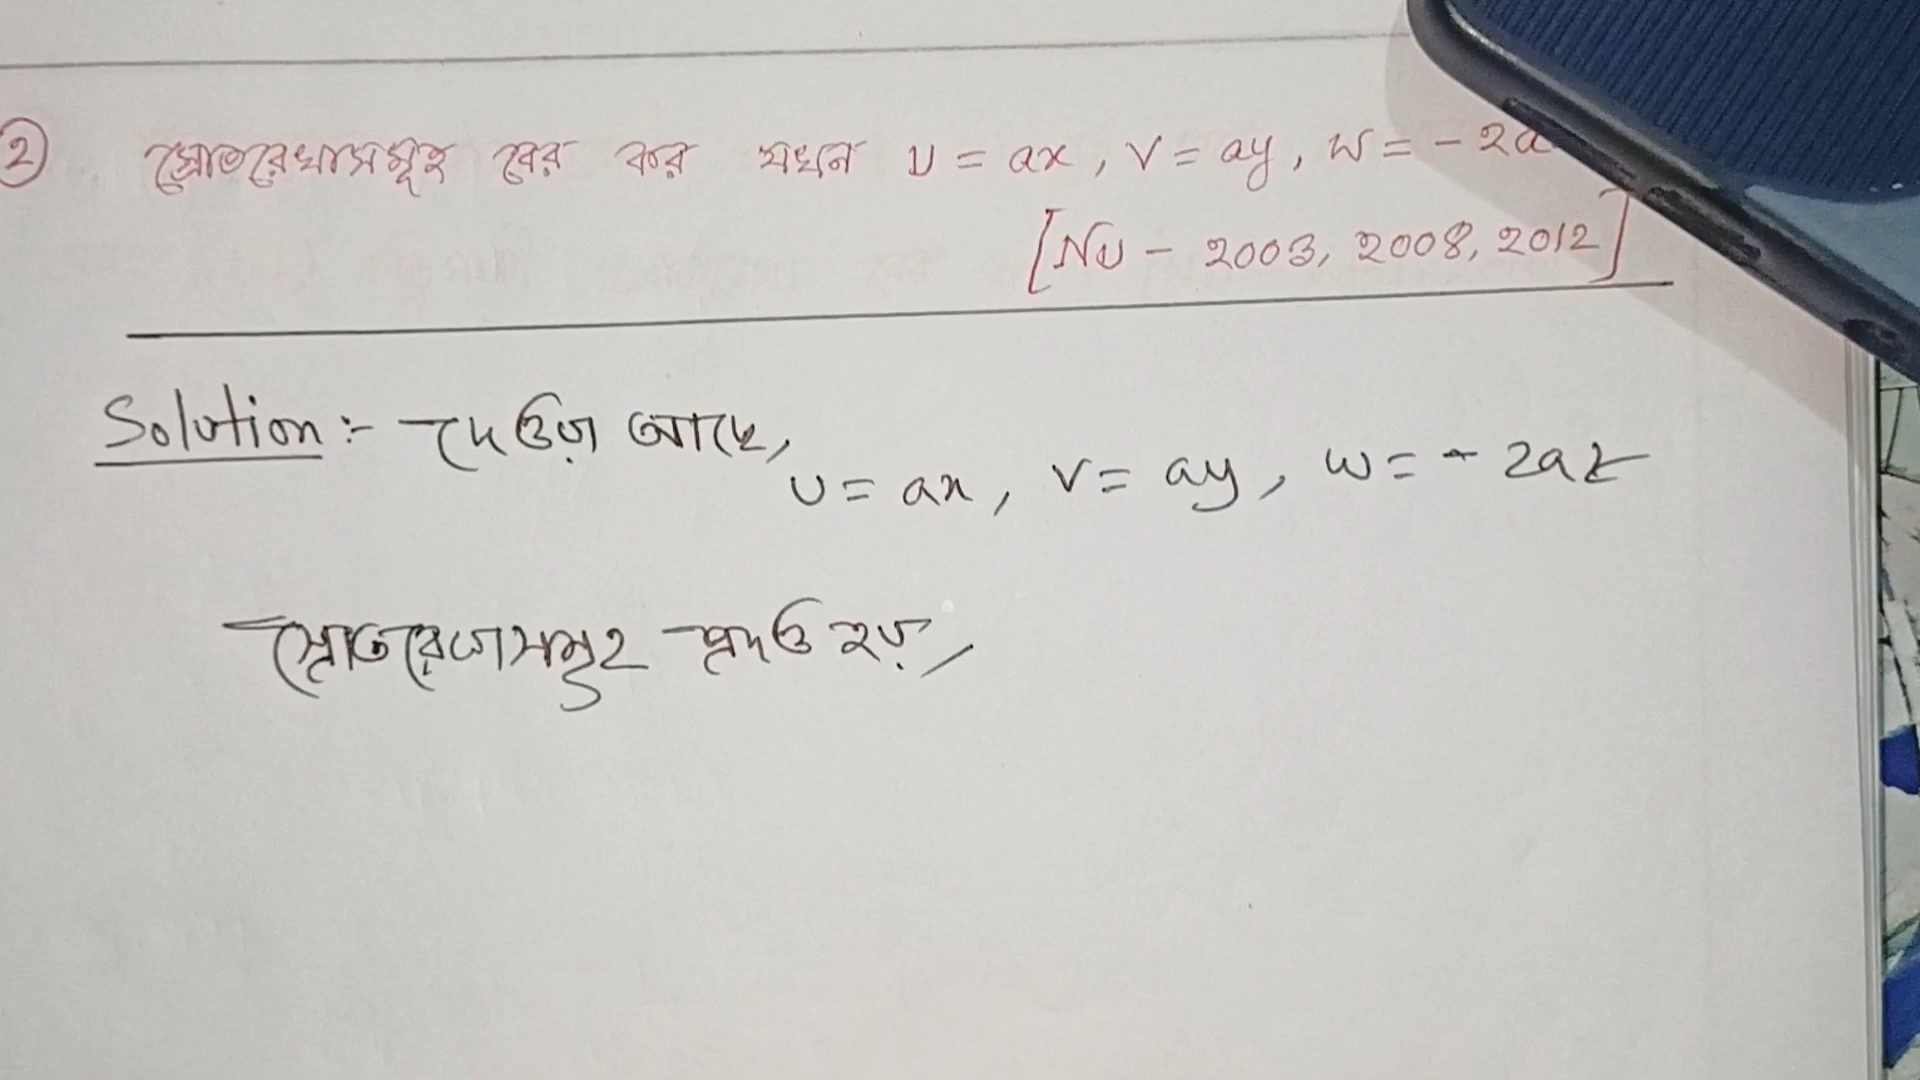 ২ স্রোতরেখাসমূহ বের কর যখন u = ax, v = ay, w = - 2a
[NU - 2003, 2008, 2012]
Solution :- দেওয়া আছে,
u = ax, v = ay, w = - 2az
স্রোতরেখাসমূহ প্রদত্ত হয়,